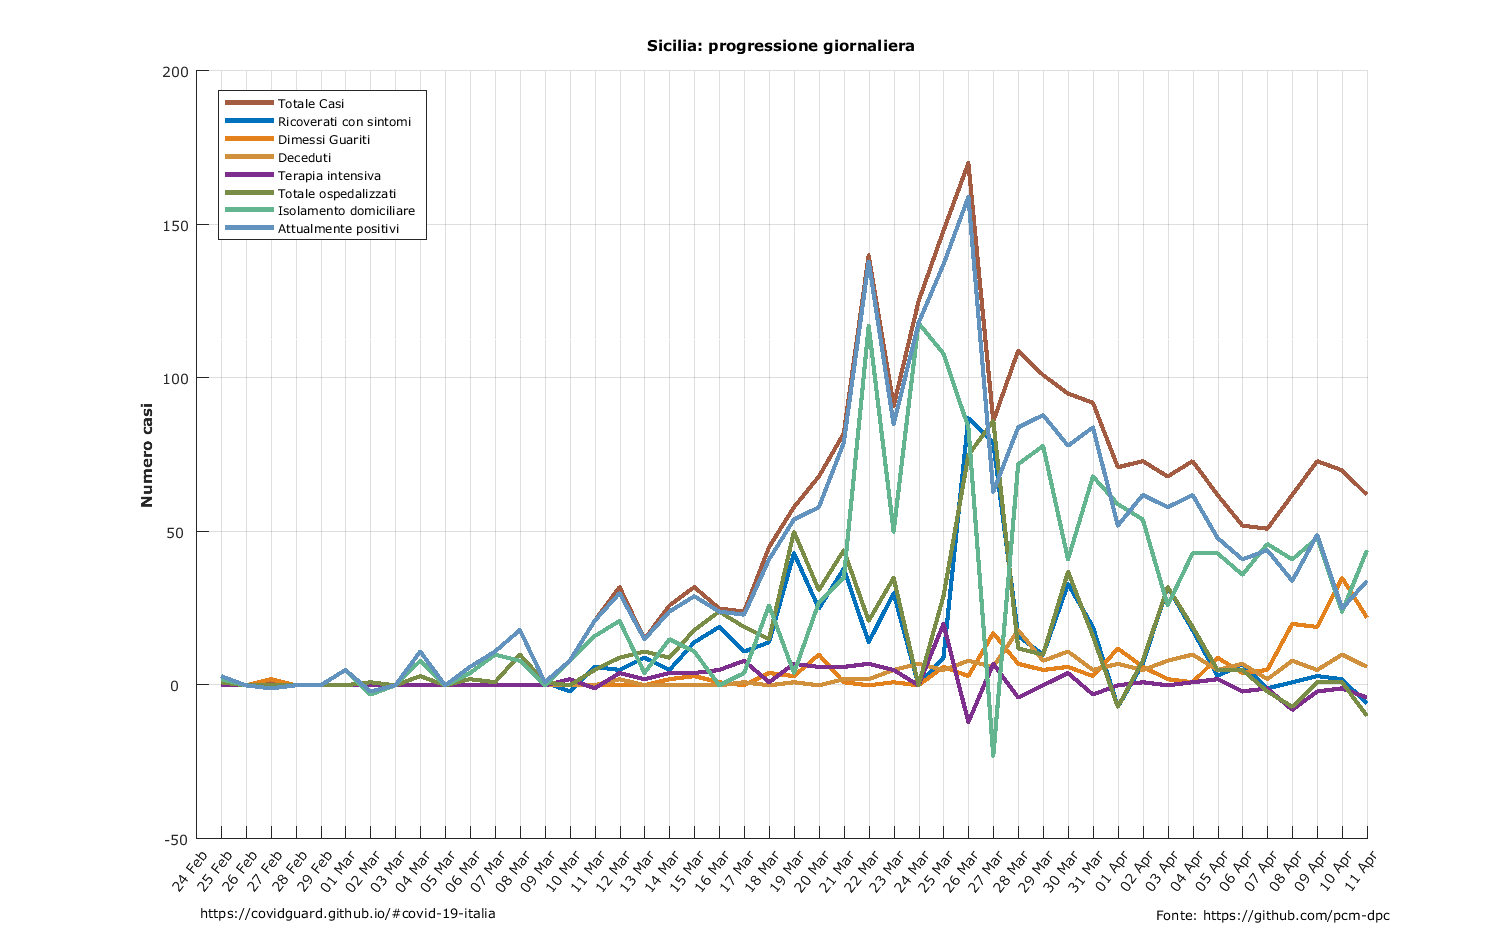 Sicilia: progressione giornaliera
200
150
100
50
0
-50
Numero casi
Totale Casi
Ricoverati con sintomi
Dimessi Guariti
Deceduti
Terapia intensiva
Totale ospedalizzati
Isolamento domiciliare
Attualmente positivi
24 Feb
25 Feb
26 Feb
27 Feb
28 Feb
29 Feb
01 Mar
02 Mar
03 Mar
04 Mar
05 Mar
06 Mar
07 Mar
08 Mar
09 Mar
10 Mar
11 Mar
12 Mar
13 Mar
14 Mar
15 Mar
16 Mar
17 Mar
18 Mar
19 Mar
20 Mar
21 Mar
22 Mar
23 Mar
24 Mar
25 Mar
26 Mar
27 Mar
28 Mar
29 Mar
30 Mar
31 Mar
01 Apr
02 Apr
03 Apr
04 Apr
05 Apr
06 Apr
07 Apr
08 Apr
09 Apr
10 Apr
11 Apr
https://covidguard.github.io/#covid-19-italia
Fonte: https://github.com/pcm-dpc